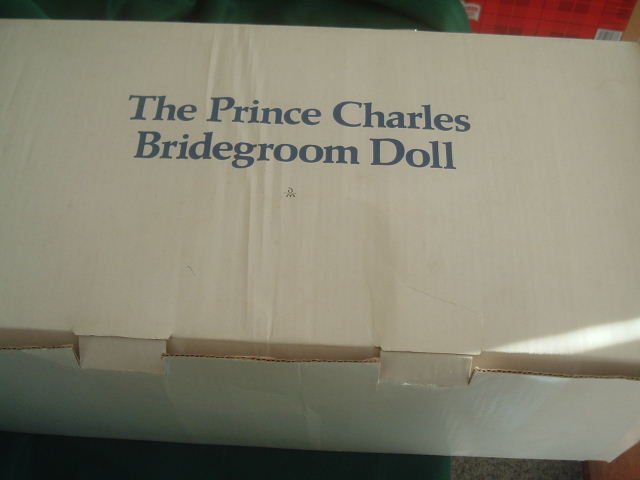 The Prince Charles
Bridegroom Doll